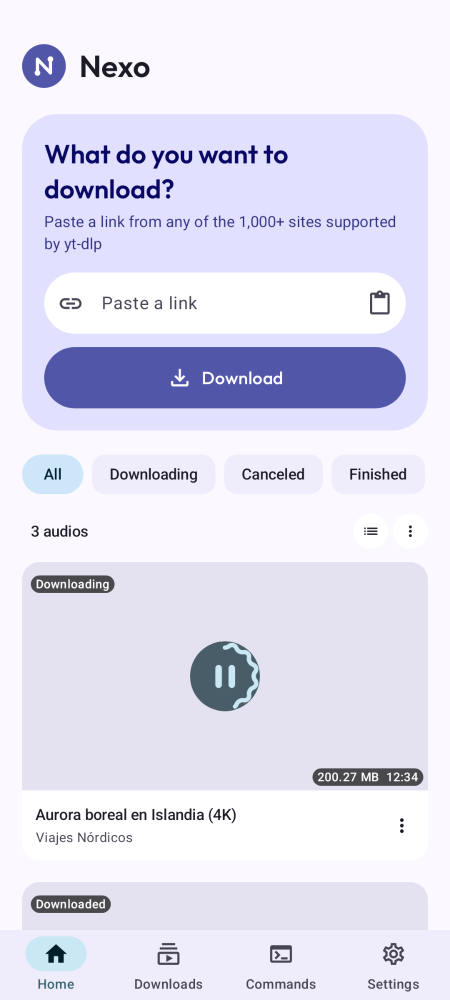 N
Nexo
What do you want to
download?
Paste a link from any of the 1,000+ sites supported
by yt-dlp
Paste a link
Download
All
Downloading
Canceled
Finished
3 audios
Downloading
200.27 MB 12:34
Aurora boreal en Islandia (4K)
Viajes Nórdicos
Downloaded
Home
Downloads
Commands
Settings